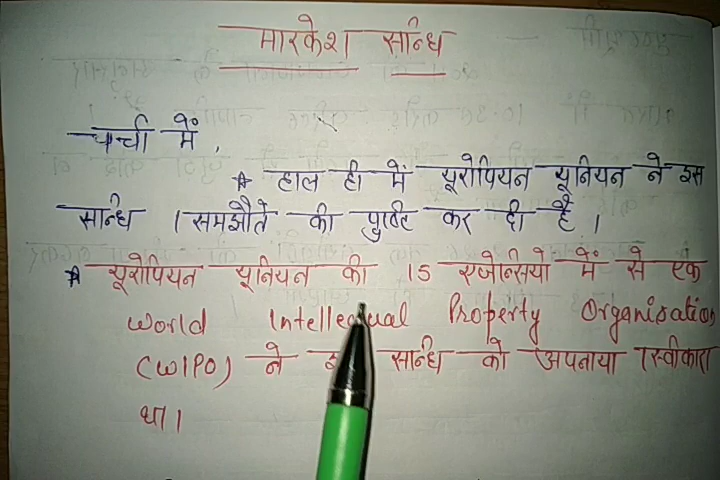 मारकेश सन्धि
चर्चा में,
* हाल ही में यूरोपियन यूनियन ने इस
सन्धि / समझौते की पुष्टि कर दी है ।
* यूरोपियन यूनियन की 15 एजेन्सियो में से एक
World Intellectual Property Organisation
(WIPO) ने सन्धि को अपनाया / स्वीकारा
था ।